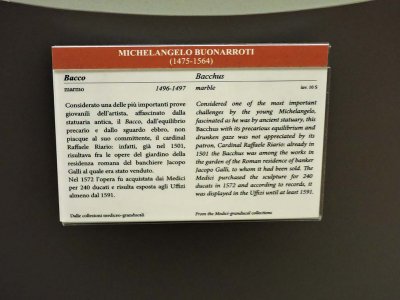 MICHELANGELO BUONARROTI
(1475-1564)
Bacco
marmo 1496-1497
Considerato una delle più importanti prove
giovanili dell'artista, affascinato dalla
statuaria antica, il Bacco, dall'equilibrio
precario e dallo sguardo ebbro, non
piacque al suo committente, il cardinal
Raffaele Riario: infatti, già nel 1501,
risultava fra le opere del giardino della
residenza romana del banchiere Jacopo
Galli al quale era stato venduto.
Nel 1572 l'opera fu acquistata dai Medici
per 240 ducati e risulta esposta agli Uffizi
almeno dal 1591.
Dalle collezioni mediceo-granducali
Bacchus
marble inv. 10 S
Considered one of the most important
challenges by the young Michelangelo,
fascinated as he was by ancient statuary, this
Bacchus with its precarious equilibrium and
drunken gaze was not appreciated by its
patron, Cardinal Raffaele Riario: already in
1501 the Bacchus was among the works in
the garden of the Roman residence of banker
Jacopo Galli, to whom it had been sold. The
Medici purchased the sculpture for 240
ducati in 1572 and according to records, it
was displayed in the Uffizi until at least 1591.
From the Medici-granducal collections